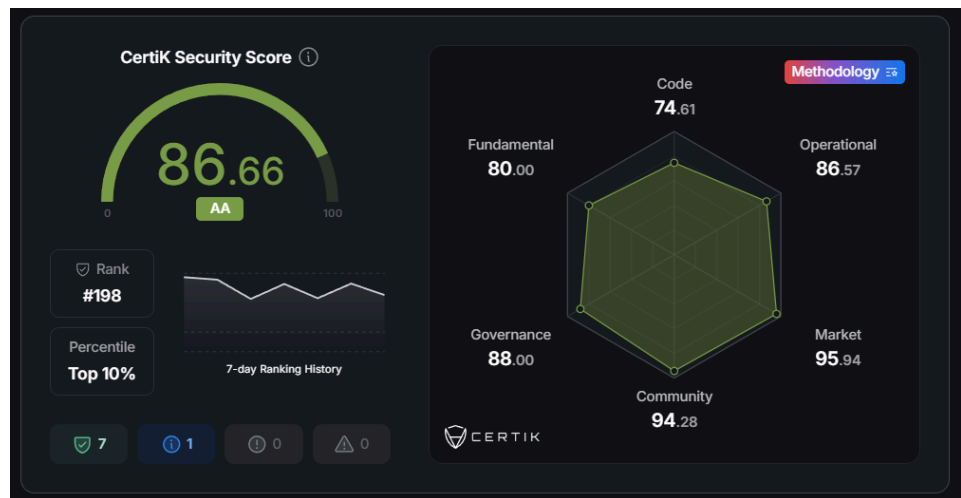 CertiK Security Score
86.66
AA
0
100
Rank
#198
Percentile
Top 10%
7-day Ranking History
7
1
0
0
Methodology
Code
74.61
Fundamental
80.00
Operational
86.57
Governance
88.00
Market
95.94
Community
94.28
CERTIK